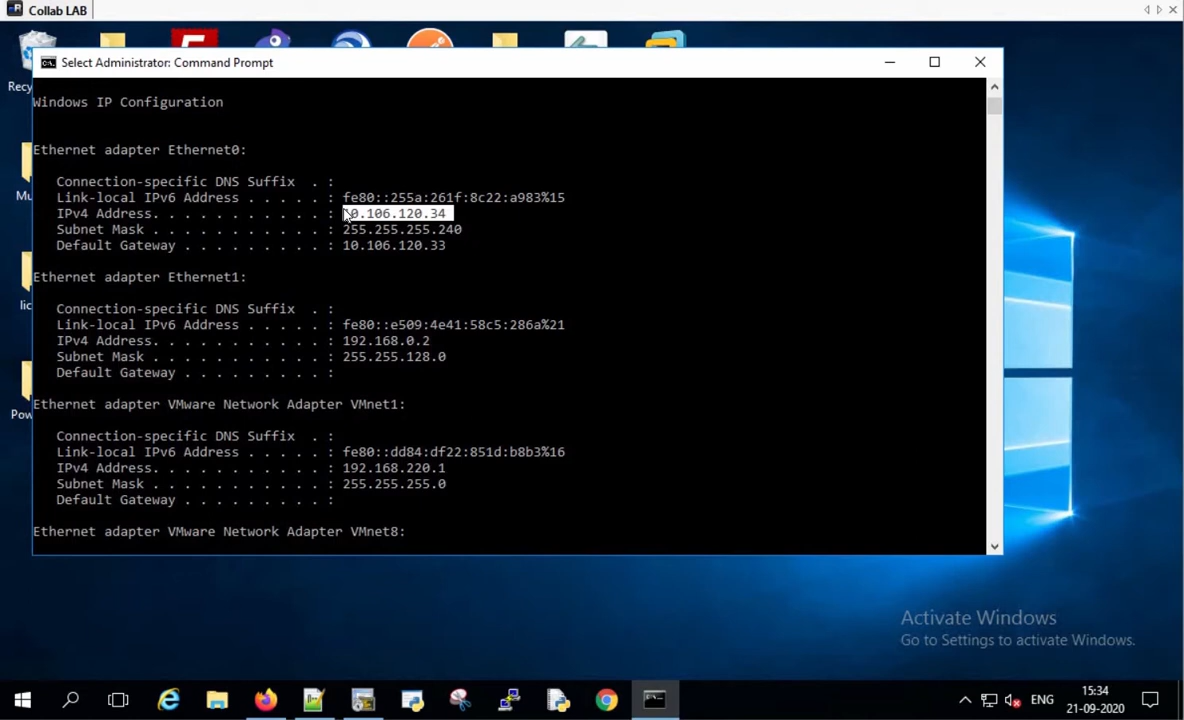 Collab LAB
Select Administrator: Command Prompt
Windows IP Configuration
Ethernet adapter Ethernet0:
Connection-specific DNS Suffix . :
Link-local IPv6 Address . . . . . : fe80::255a:261f:8c22:a983%15
IPv4 Address. . . . . . . . . . . : 10.106.120.34
Subnet Mask . . . . . . . . . . . : 255.255.255.240
Default Gateway . . . . . . . . . : 10.106.120.33
Ethernet adapter Ethernet1:
Connection-specific DNS Suffix . :
Link-local IPv6 Address . . . . . : fe80::e509:4e41:58c5:286a%21
IPv4 Address. . . . . . . . . . . : 192.168.0.2
Subnet Mask . . . . . . . . . . . : 255.255.128.0
Default Gateway . . . . . . . . . :
Ethernet adapter VMware Network Adapter VMnet1:
Connection-specific DNS Suffix . :
Link-local IPv6 Address . . . . . : fe80::dd84:df22:851d:b8b3%16
IPv4 Address. . . . . . . . . . . : 192.168.220.1
Subnet Mask . . . . . . . . . . . : 255.255.255.0
Default Gateway . . . . . . . . . :
Ethernet adapter VMware Network Adapter VMnet8:
Recy
Mu
lic
Pow
Activate Windows
Go to Settings to activate Windows.
ENG
15:34
21-09-2020